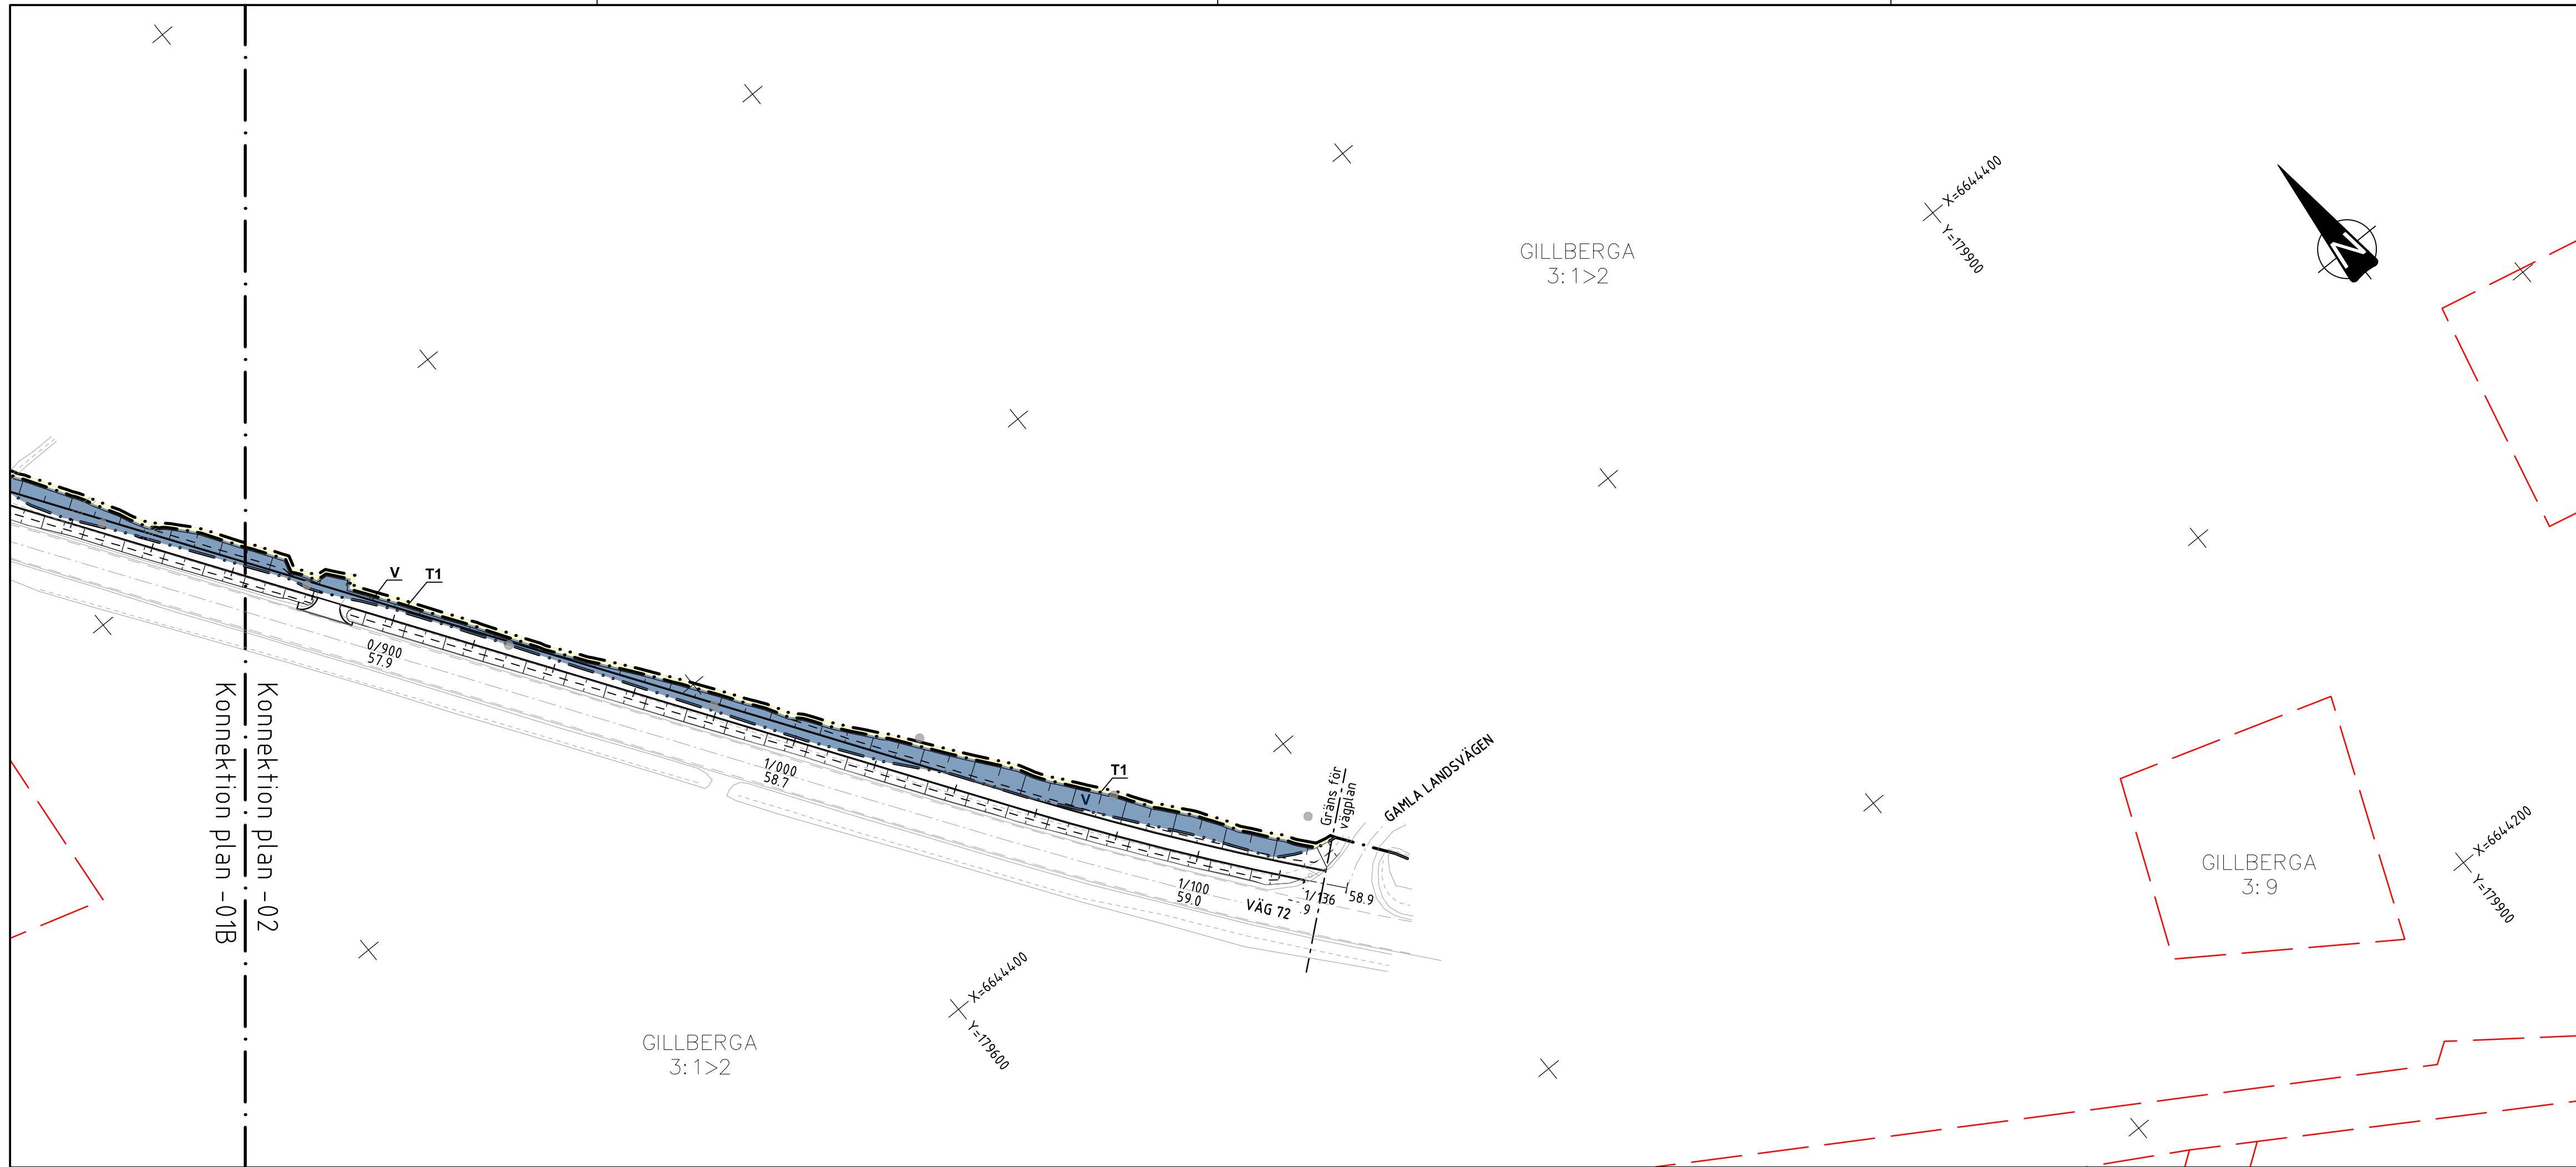 X=6644400
Y=179900
N
GILLBERGA
3:1>2
V
T1
0/900
57.9
Konnektion plan -02
Konnektion plan -01B
1/000
58.7
T1
V
Gräns för
vägplan
GAMLA LANDSVÄGEN
1/100
59.0
VÄG 72
1/136
.9
58.9
GILLBERGA
3:9
X=6644200
Y=179900
X=6644400
Y=179600
GILLBERGA
3:1>2